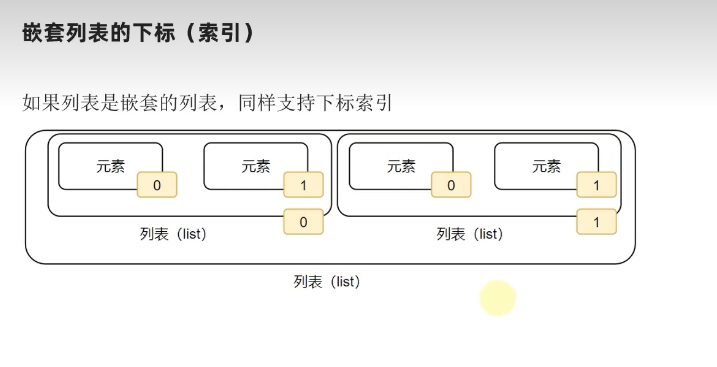 嵌套列表的下标（索引）
如果列表是嵌套的列表，同样支持下标索引
元素 元素 元素 元素
0 1 0 1
0 1
列表（list） 列表（list）
列表（list）